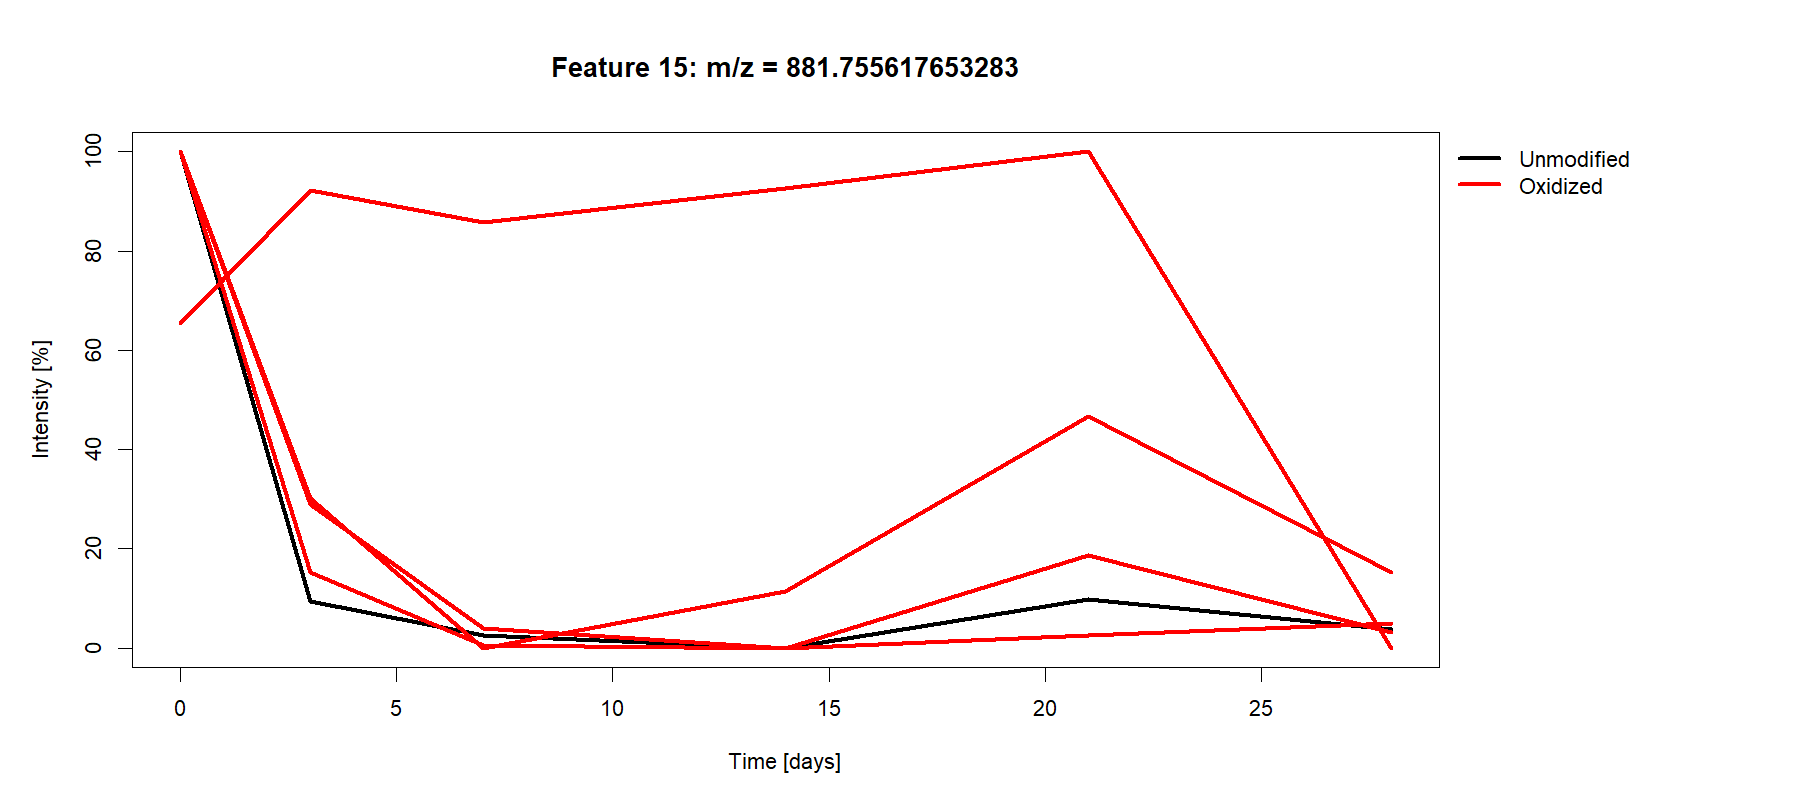 Feature 15: m/z = 881.755617653283
Unmodified
Oxidized
Intensity [%]
100
80
60
40
20
0
0 5 10 15 20 25
Time [days]